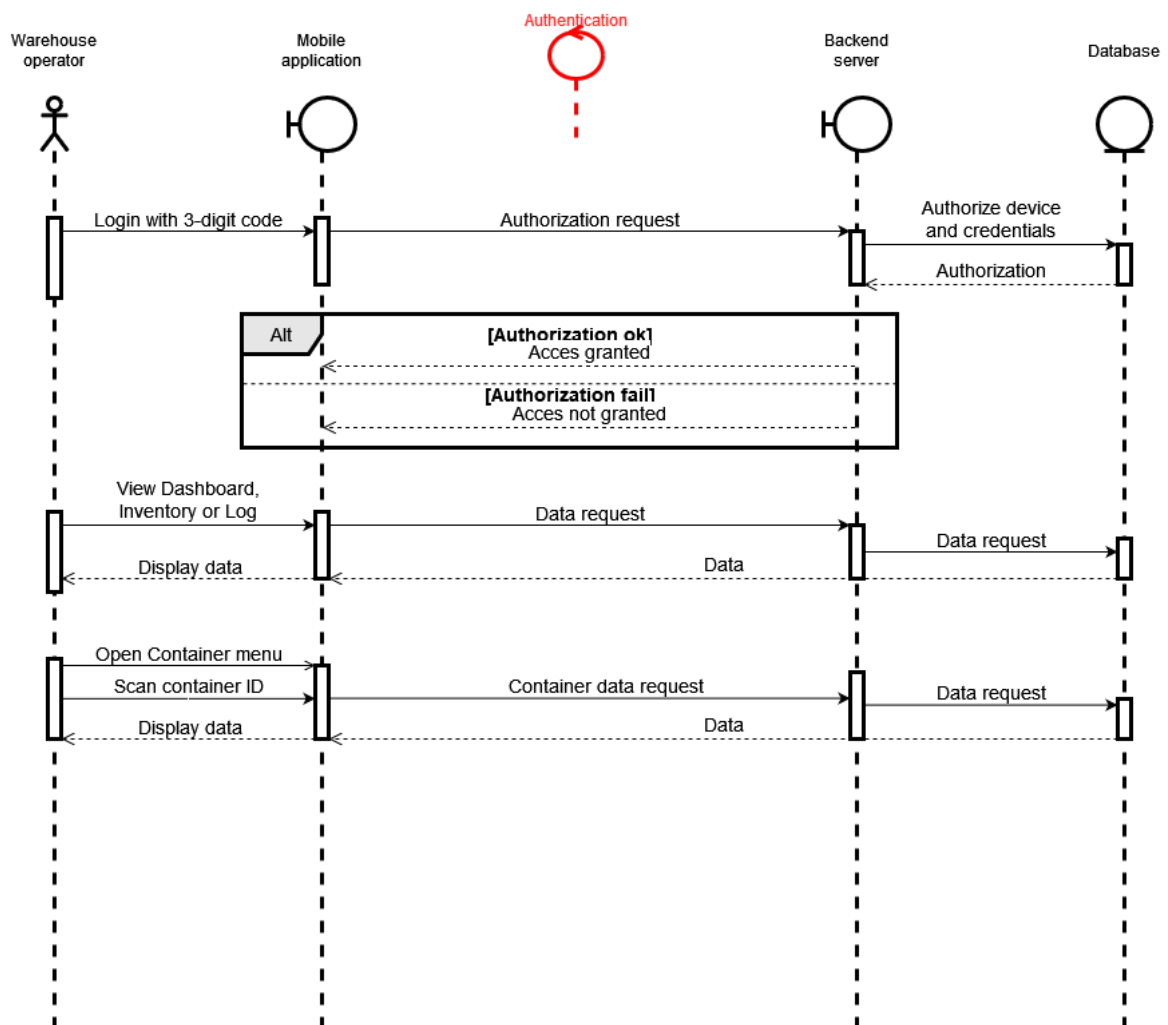 Authentication
Warehouse
operator
Mobile
application
Backend
server
Database
Login with 3-digit code
Authorization request
Authorize device
and credentials
Authorization
Alt
[Authorization ok]
Acces granted
[Authorization fail]
Acces not granted
View Dashboard,
Inventory or Log
Data request
Data request
Display data
Data
Open Container menu
Scan container ID
Container data request
Data request
Display data
Data